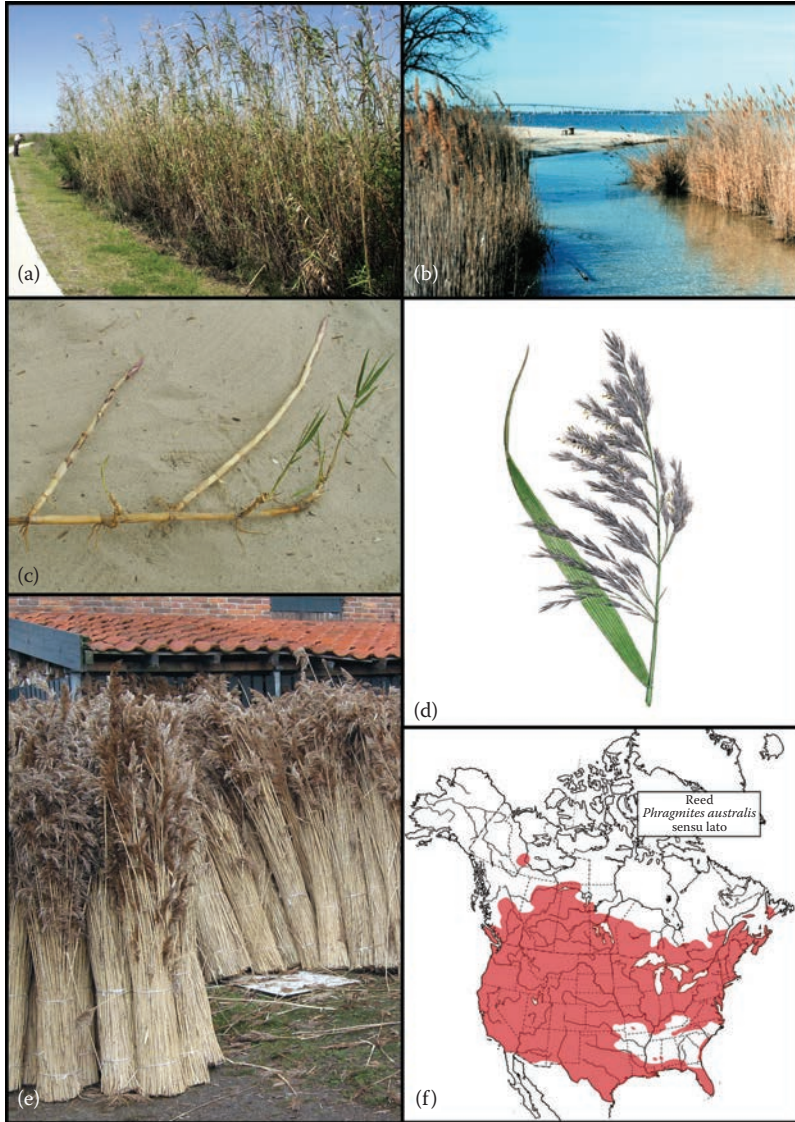 (a)
(b)
(c)
(d)
(e)
Reed
Phragmites australis
sensu lato
(f)